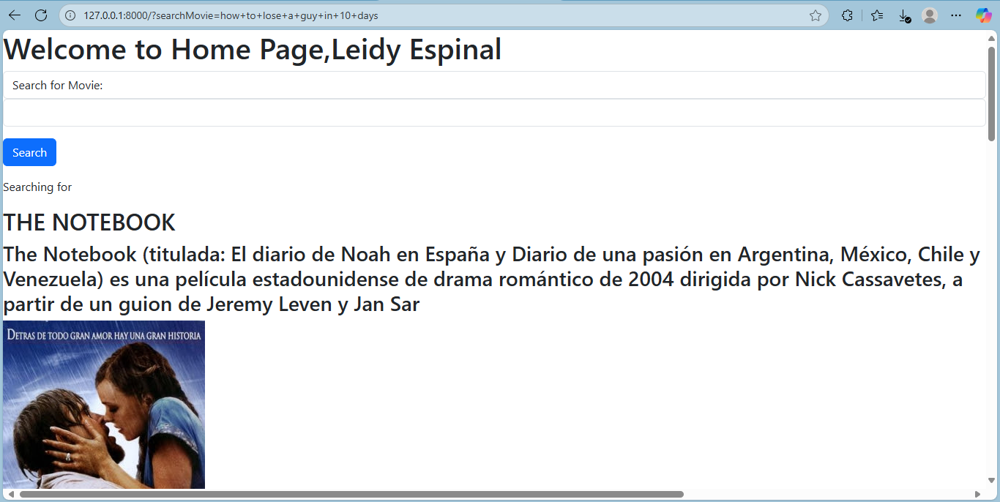 127.0.0.1:8000/?searchMovie=how+to+lose+a+guy+in+10+days
Welcome to Home Page,Leidy Espinal
Search for Movie:
Search
Searching for
THE NOTEBOOK
The Notebook (titulada: El diario de Noah en España y Diario de una pasión en Argentina, México, Chile y
Venezuela) es una película estadounidense de drama romántico de 2004 dirigida por Nick Cassavetes, a
partir de un guion de Jeremy Leven y Jan Sar
DETRAS DE TODO GRAN AMOR HAY UNA GRAN HISTORIA